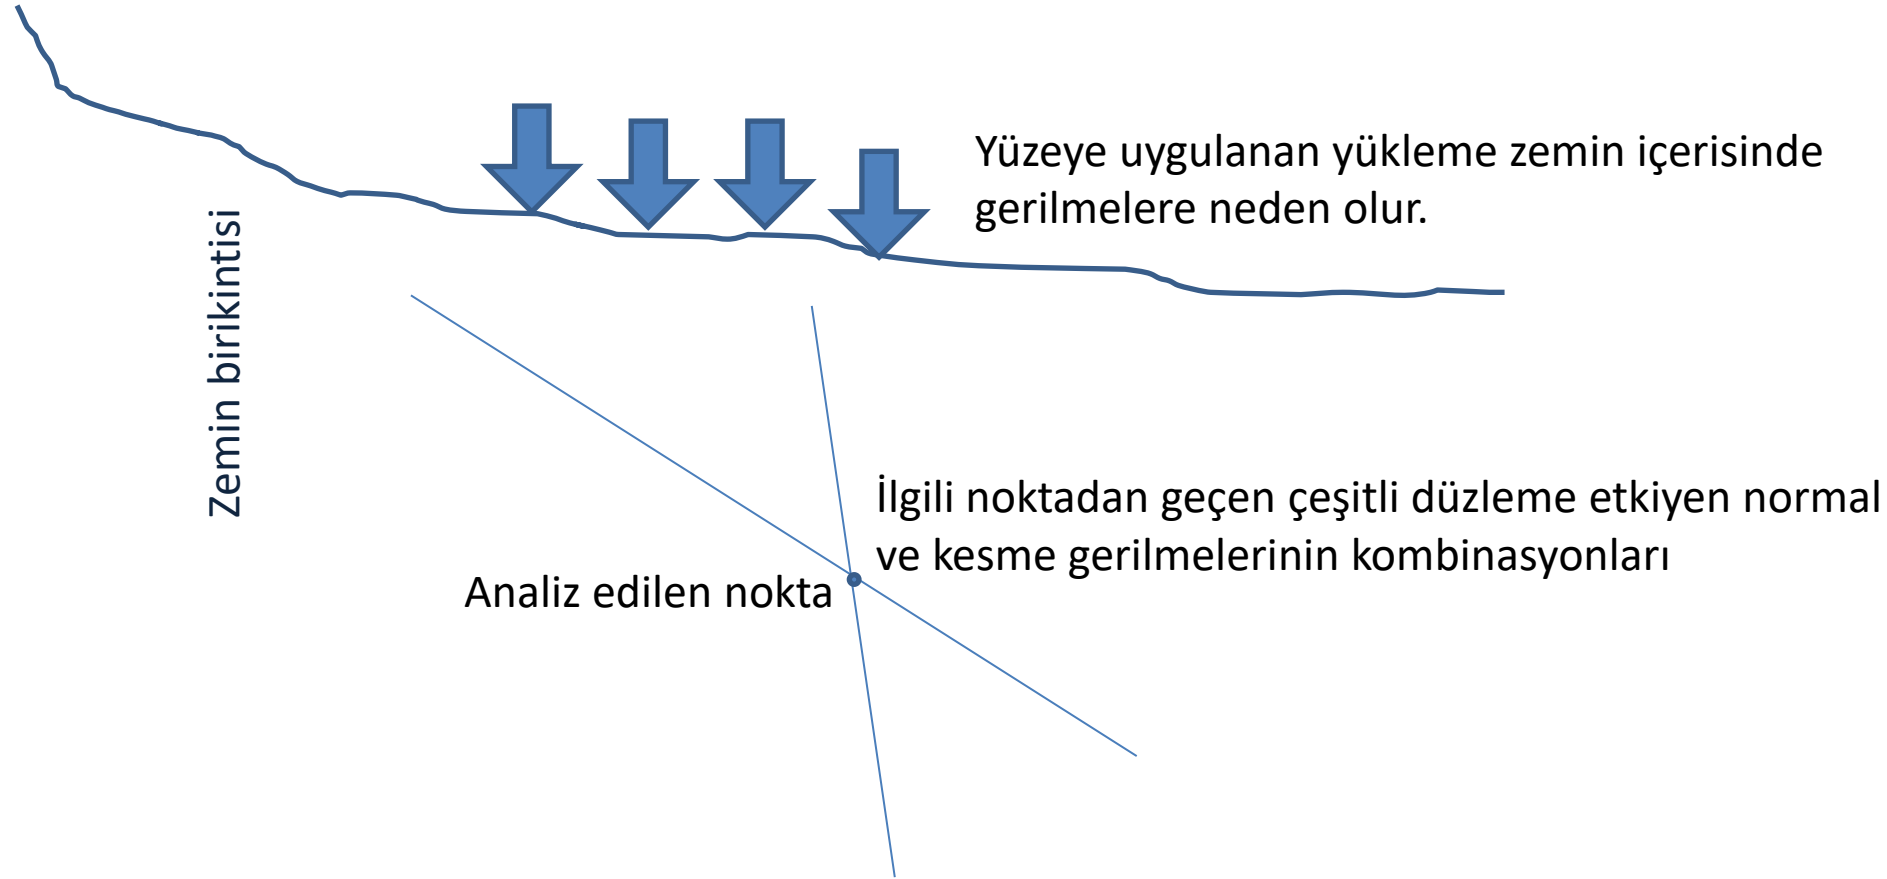 Yüzeye uygulanan yükleme zemin içerisinde
gerilmelere neden olur.
Zemin birikintisi
İlgili noktadan geçen çeşitli düzleme etkiyen normal
ve kesme gerilmelerinin kombinasyonları
Analiz edilen nokta